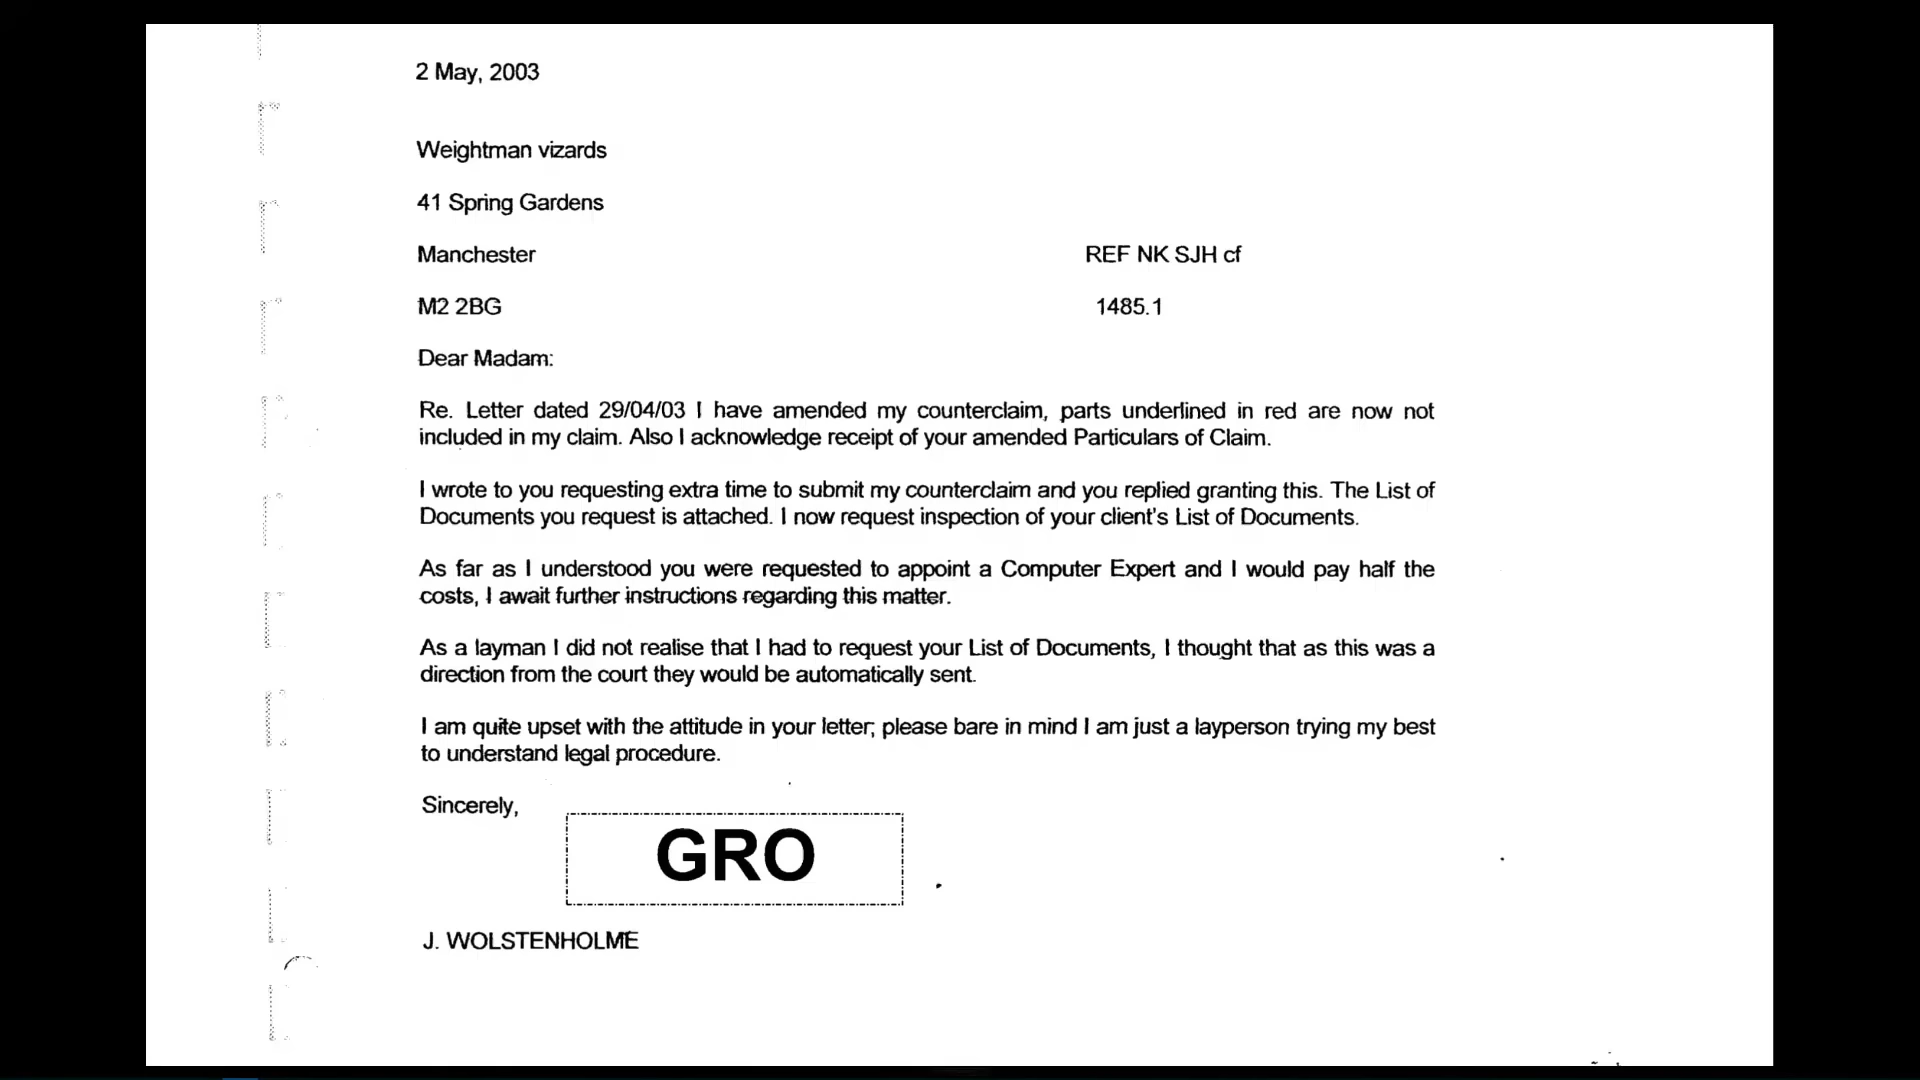 2 May, 2003
Weightman vizards
41 Spring Gardens
Manchester
REF NK SJH cf
M2 2BG
1485.1
Dear Madam:
Re. Letter dated 29/04/03 I have amended my counterclaim, parts underlined in red are now not
included in my claim. Also I acknowledge receipt of your amended Particulars of Claim.
I wrote to you requesting extra time to submit my counterclaim and you replied granting this. The List of
Documents you request is attached. I now request inspection of your client's List of Documents.
As far as I understood you were requested to appoint a Computer Expert and I would pay half the
costs, I await further instructions regarding this matter.
As a layman I did not realise that I had to request your List of Documents, I thought that as this was a
direction from the court they would be automatically sent.
I am quite upset with the attitude in your letter; please bare in mind I am just a layperson trying my best
to understand legal procedure.
Sincerely,
GRO
J. WOLSTENHOLME